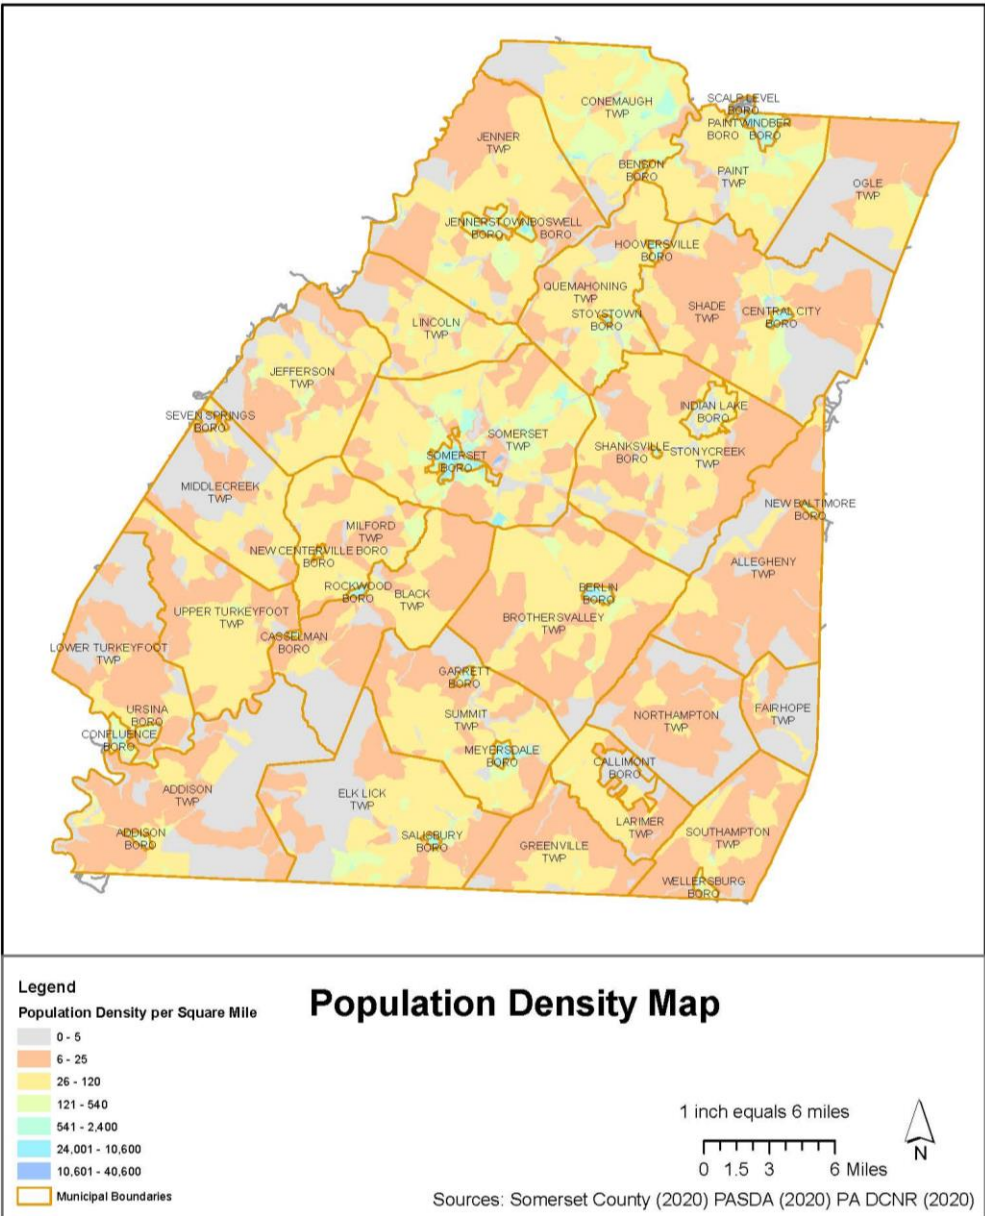 SCALP LEVEL
BORO
CONEMAUGH
TWP
PAINT WINDBER
BORO BORO
JENNER
TWP
BENSON
BORO
PAINT
TWP
OGLE
TWP
JENNERSTOWN BOSWELL
BORO BORO
HOOVERSVILLE
BORO
QUEMAHONING
TWP
STOYSTOWN
BORO
SHADE
TWP
CENTRAL CITY
BORO
LINCOLN
TWP
JEFFERSON
TWP
SEVEN SPRINGS
BORO
INDIAN LAKE
BORO
SOMERSET
TWP
SOMERSET
BORO
SHANKSVILLE
BORO
STONYCREEK
TWP
MIDDLECREEK
TWP
NEW BALTIMORE
BORO
MILFORD
TWP
NEW CENTERVILLE BORO
BORO
ALLEGHENY
TWP
ROCKWOOD
BORO
BLACK
TWP
BERLIN
BORO
BROTHERSVALLEY
TWP
UPPER TURKEYFOOT
TWP
CASSELMAN
BORO
LOWER TURKEYFOOT
TWP
GARRETT
BORO
URSINA
BORO
SUMMIT
TWP
NORTHAMPTON
TWP
FAIRHOPE
TWP
CONFLUENCE
BORO
MEYERSDALE
BORO
CALLIMONT
BORO
ADDISON
TWP
ELK LICK
TWP
LARIMER
TWP
SOUTHAMPTON
TWP
ADDISON
BORO
SALISBURY
BORO
GREENVILLE
TWP
WELLERSBURG
BORO
Legend
Population Density per Square Mile
0 - 5
6 - 25
26 - 120
121 - 540
541 - 2,400
24,001 - 10,600
10,601 - 40,600
Municipal Boundaries
Population Density Map
1 inch equals 6 miles
0 1.5 3 6 Miles
N
Sources: Somerset County (2020) PASDA (2020) PA DCNR (2020)